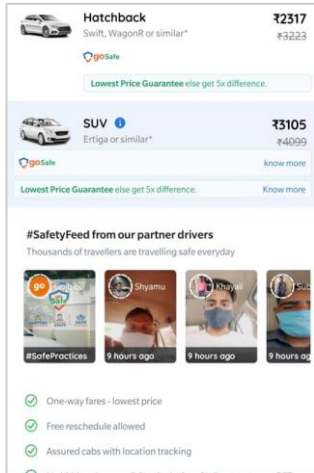 Hatchback ₹2317
Swift, WagonR or similar* ₹3223
goSafe
Lowest Price Guarantee else get 5x difference.
SUV i ₹3105
Ertiga or similar* ₹4099
goSafe know more
Lowest Price Guarantee else get 5x difference. Know more
#SafetyFeed from our partner drivers
Thousands of travellers are travelling safe everyday
go Shyamu Khayali Sub
#SafePractices 9 hours ago 9 hours ago 9 hours ag
One-way fares - lowest price
Free reschedule allowed
Assured cabs with location tracking